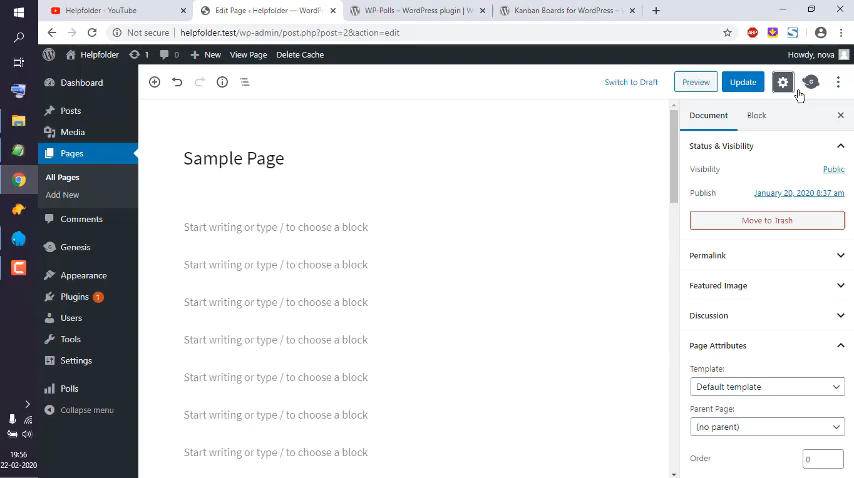 Helpfolder - YouTube
Edit Page ‹ Helpfolder — WordP
WP-Polls – WordPress plugin | W
Kanban Boards for WordPress –
Not secure | helpfolder.test/wp-admin/post.php?post=2&action=edit
ABP
Helpfolder 1 0 New View Page Delete Cache Howdy, nova
Dashboard
Posts
Media
Pages
All Pages
Add New
Comments
Genesis
Appearance
Plugins 1
Users
Tools
Settings
Polls
Collapse menu
19:56
22-02-2020
Switch to Draft Preview Update
Sample Page
Start writing or type / to choose a block
Start writing or type / to choose a block
Start writing or type / to choose a block
Start writing or type / to choose a block
Start writing or type / to choose a block
Start writing or type / to choose a block
Start writing or type / to choose a block
Document Block
Status & Visibility
Visibility Public
Publish January 20, 2020 8:37 am
Move to Trash
Permalink
Featured Image
Discussion
Page Attributes
Template:
Default template
Parent Page:
(no parent)
Order 0